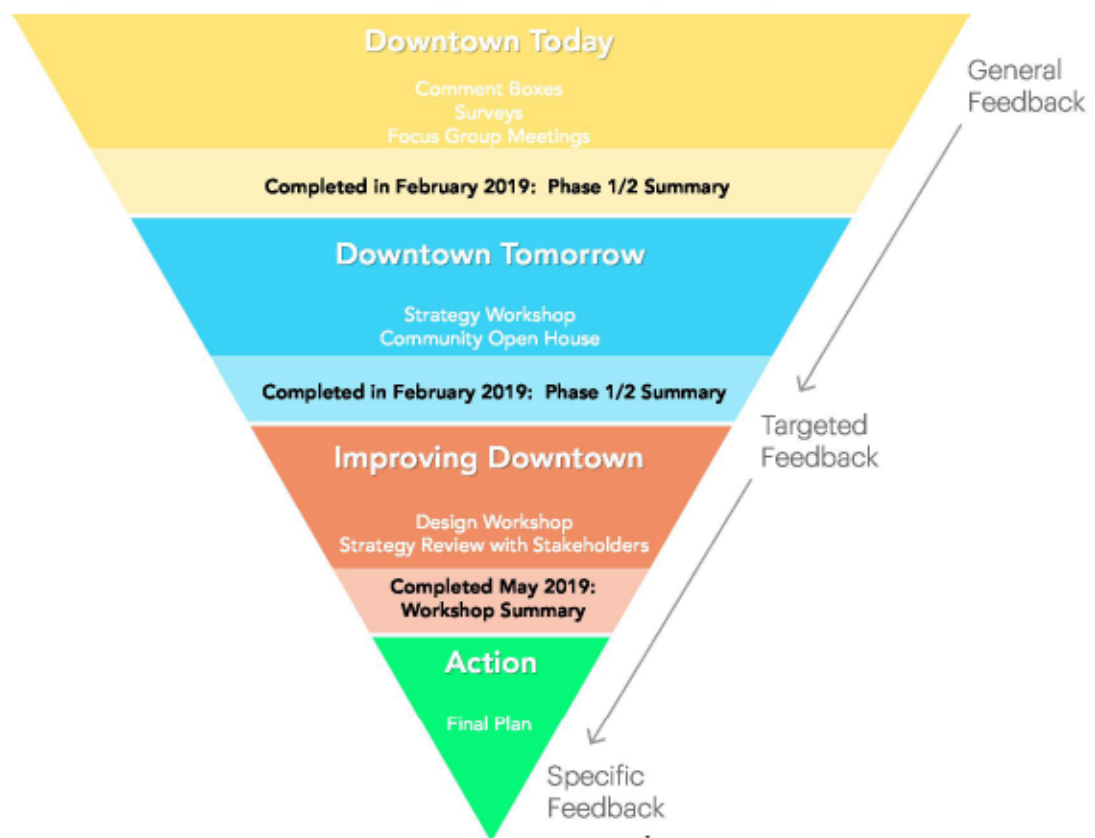 Downtown Today
Comment Boxes
Surveys
Focus Group Meetings
Completed in February 2019: Phase 1/2 Summary
Downtown Tomorrow
Strategy Workshop
Community Open House
Completed in February 2019: Phase 1/2 Summary
Improving Downtown
Design Workshop
Strategy Review with Stakeholders
Completed May 2019:
Workshop Summary
Action
Final Plan
General
Feedback
Targeted
Feedback
Specific
Feedback